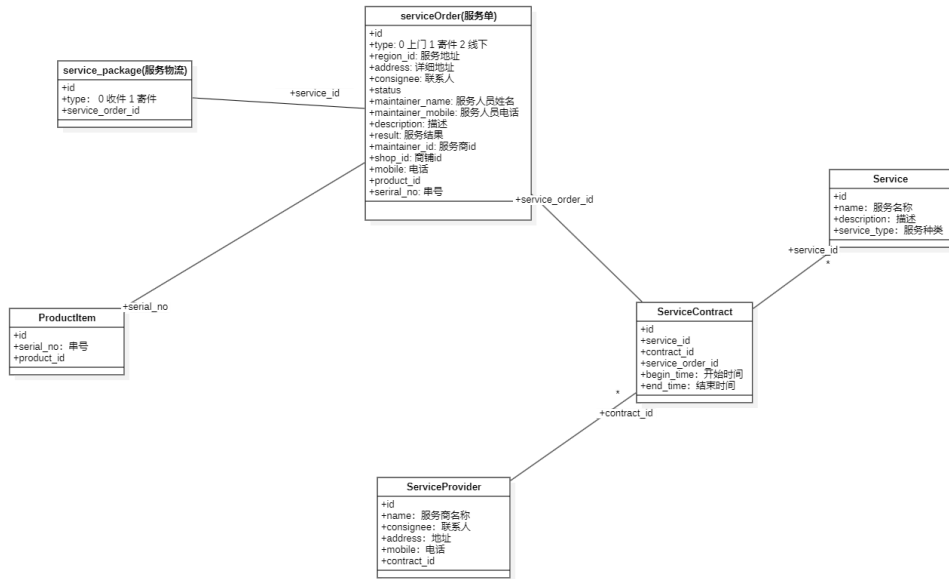 serviceOrder(服务单)
+id
+type: 0 上门 1 寄件 2 线下
+region_id: 服务地址
+address: 详细地址
+consignee: 联系人
+status
+maintainer_name: 服务人员姓名
+maintainer_mobile: 服务人员电话
+description: 描述
+result: 服务结果
+maintainer_id: 服务商id
+shop_id: 商铺id
+mobile: 电话
+product_id
+seriral_no: 串号
service_package(服务物流)
+id
+type： 0 收件 1 寄件
+service_order_id
+service_id
+service_order_id
Service
+id
+name：服务名称
+description：描述
+service_type：服务种类
+service_id
*
+serial_no
ProductItem
+id
+serial_no：串号
+product_id
ServiceContract
+id
+service_id
+contract_id
+service_order_id
+begin_time：开始时间
+end_time：结束时间
*
+contract_id
ServiceProvider
+id
+name：服务商名称
+consignee：联系人
+address：地址
+mobile：电话
+contract_id